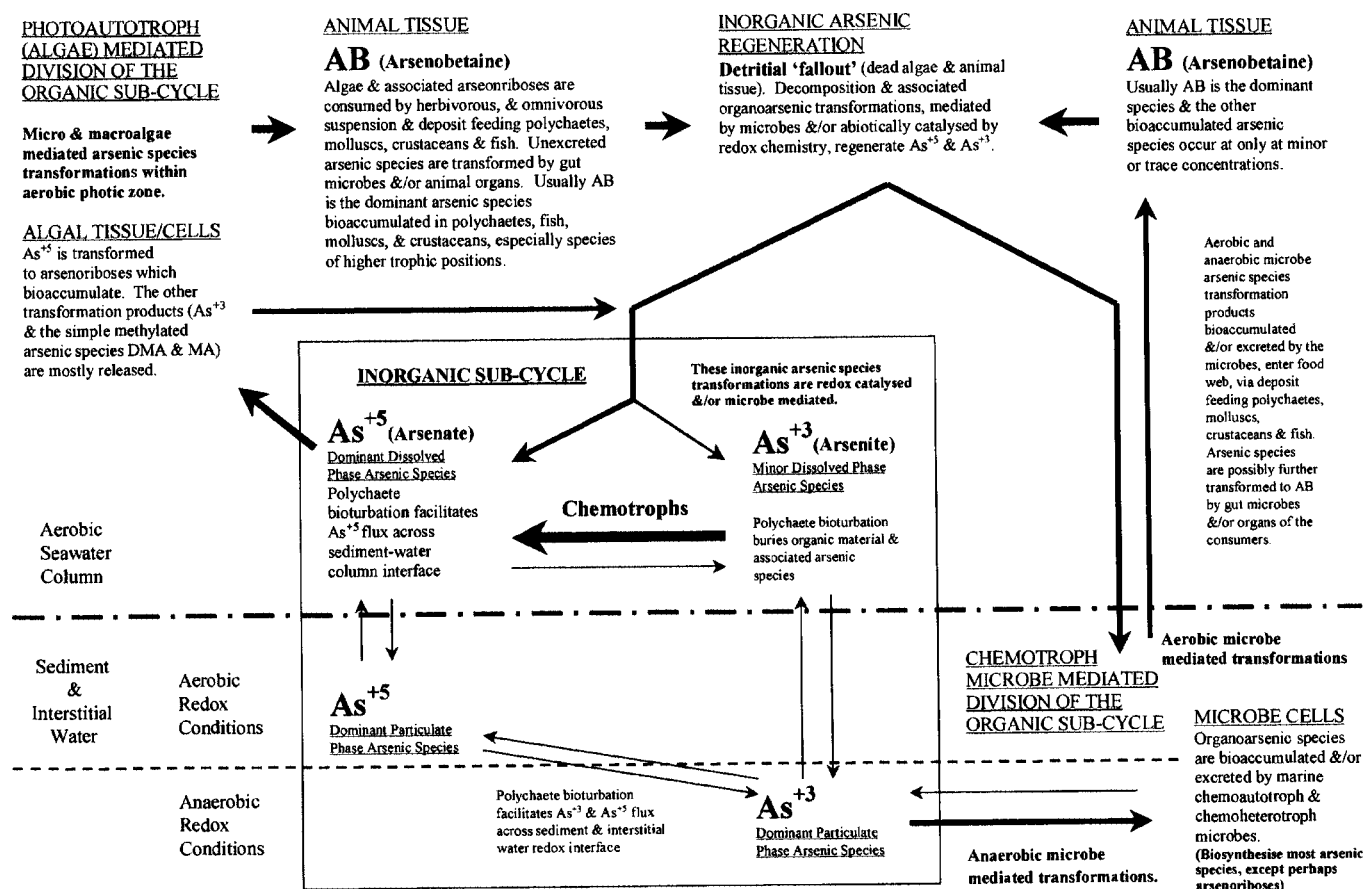 PHOTOAUTOTROPH
(ALGAE) MEDIATED
DIVISION OF THE
ORGANIC SUB-CYCLE
Micro & macroalgae
mediated arsenic species
transformations within
aerobic photic zone.
ALGAL TISSUE/CELLS
As+5 is transformed
to arsenoriboses which
bioaccumulate. The other
transformation products (As+3
& the simple methylated
arsenic species DMA & MA)
are mostly released.
ANIMAL TISSUE
AB (Arsenobetaine)
Algae & associated arseonriboses are
consumed by herbivorous, & omnivorous
suspension & deposit feeding polychaetes,
molluscs, crustaceans & fish. Unexcreted
arsenic species are transformed by gut
microbes &/or animal organs. Usually AB
is the dominant arsenic species
bioaccumulated in polychaetes, fish,
molluscs, & crustaceans, especially species
of higher trophic positions.
INORGANIC ARSENIC
REGENERATION
Detritial 'fallout' (dead algae & animal
tissue). Decomposition & associated
organoarsenic transformations, mediated
by microbes &/or abiotically catalysed by
redox chemistry, regenerate As+5 & As+3.
ANIMAL TISSUE
AB (Arsenobetaine)
Usually AB is the dominant
species & the other
bioaccumulated arsenic
species occur at only at minor
or trace concentrations.
Aerobic and
anaerobic microbe
arsenic species
transformation
products
bioaccumulated
&/or excreted by the
microbes, enter food
web, via deposit
feeding polychaetes,
molluscs,
crustaceans & fish.
Arsenic species
are possibly further
transformed to AB
by gut microbes
&/or organs of the
consumers.
INORGANIC SUB-CYCLE
These inorganic arsenic species
transformations are redox catalysed
&/or microbe mediated.
As+5 (Arsenate)
Dominant Dissolved
Phase Arsenic Species
Polychaete
bioturbation facilitates
As+5 flux across
sediment-water
column interface
Chemotrophs
As+3 (Arsenite)
Minor Dissolved Phase
Arsenic Species
Polychaete bioturbation
buries organic material &
associated arsenic
species
Aerobic
Seawater
Column
Sediment
&
Interstitial
Water
Aerobic
Redox
Conditions
As+5
Dominant Particulate
Phase Arsenic Species
CHEMOTROPH
MICROBE MEDIATED
DIVISION OF THE
ORGANIC SUB-CYCLE
Aerobic microbe
mediated transformations
MICROBE CELLS
Organoarsenic species
are bioaccumulated &/or
excreted by marine
chemoautotroph &
chemoheterotroph
microbes.
(Biosynthesise most arsenic
species, except perhaps
arsenoriboses)
Anaerobic
Redox
Conditions
Polychaete bioturbation
facilitates As+3 & As+5 flux
across sediment & interstitial
water redox interface
As+3
Dominant Particulate
Phase Arsenic Species
Anaerobic microbe
mediated transformations.